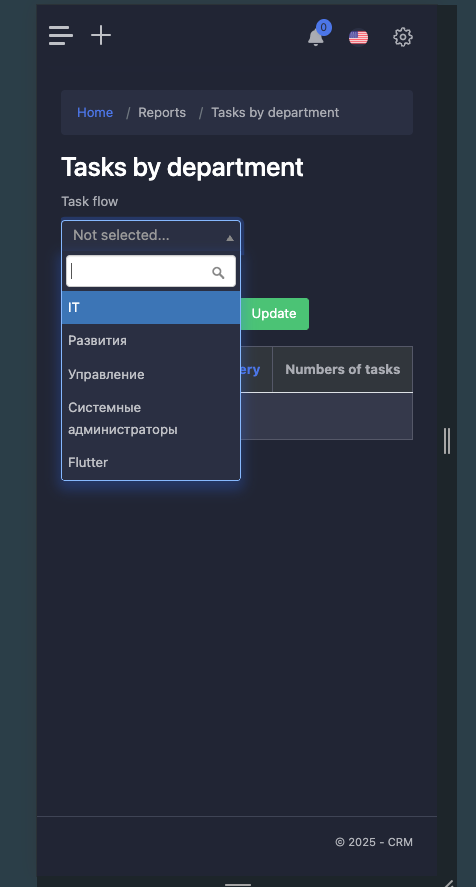 0
Home / Reports / Tasks by department
Tasks by department
Task flow
Not selected...
IT
Развития
Управление
Системные
администраторы
Flutter
Update
Numbers of tasks
© 2025 - CRM